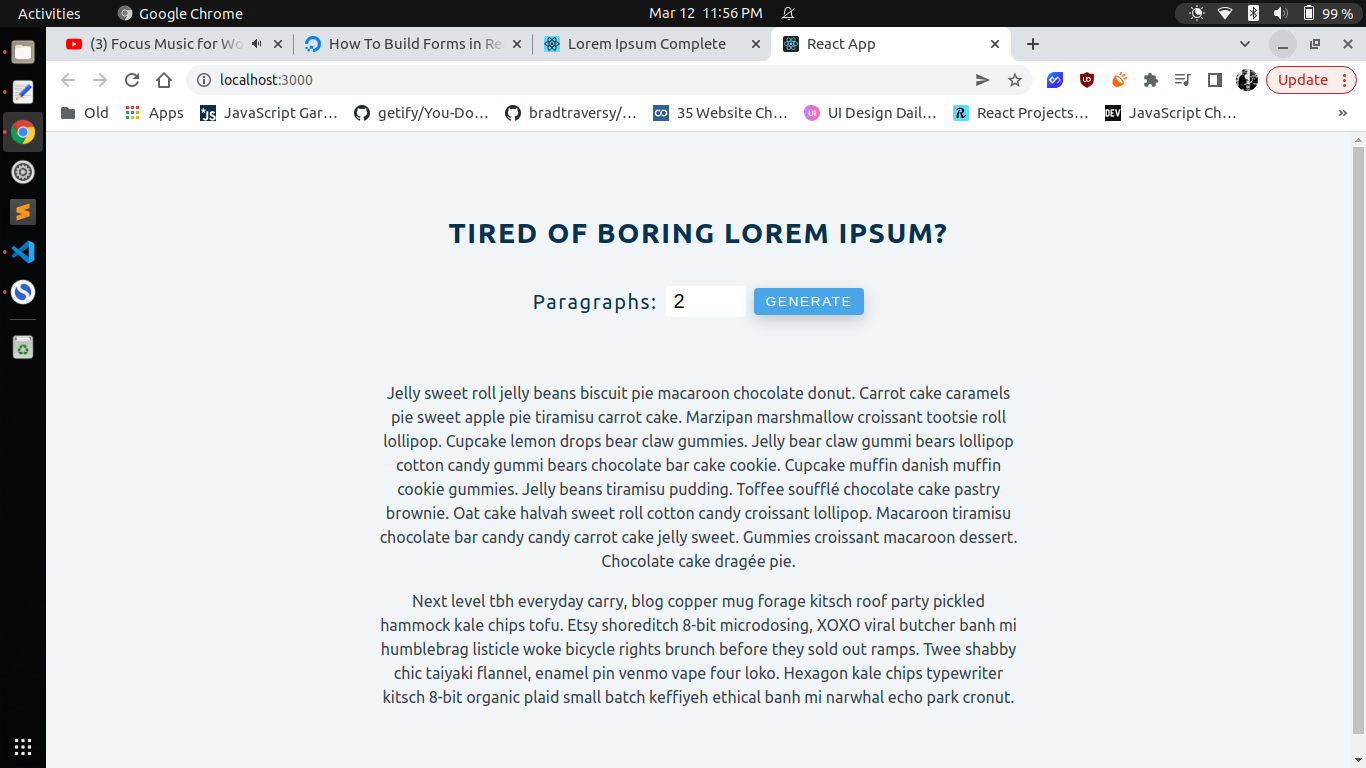 Activities
Google Chrome
Mar 12 11:56 PM
99 %
(3) Focus Music for Wo
How To Build Forms in Re
Lorem Ipsum Complete
React App
localhost:3000
Update
Old
Apps
JavaScript Gar…
getify/You-Do…
bradtraversy/…
35 Website Ch…
UI Design Dail…
React Projects…
JavaScript Ch…
»
TIRED OF BORING LOREM IPSUM?
Paragraphs: 2 GENERATE
Jelly sweet roll jelly beans biscuit pie macaroon chocolate donut. Carrot cake caramels
pie sweet apple pie tiramisu carrot cake. Marzipan marshmallow croissant tootsie roll
lollipop. Cupcake lemon drops bear claw gummies. Jelly bear claw gummi bears lollipop
cotton candy gummi bears chocolate bar cake cookie. Cupcake muffin danish muffin
cookie gummies. Jelly beans tiramisu pudding. Toffee soufflé chocolate cake pastry
brownie. Oat cake halvah sweet roll cotton candy croissant lollipop. Macaroon tiramisu
chocolate bar candy candy carrot cake jelly sweet. Gummies croissant macaroon dessert.
Chocolate cake dragée pie.
Next level tbh everyday carry, blog copper mug forage kitsch roof party pickled
hammock kale chips tofu. Etsy shoreditch 8-bit microdosing, XOXO viral butcher banh mi
humblebrag listicle woke bicycle rights brunch before they sold out ramps. Twee shabby
chic taiyaki flannel, enamel pin venmo vape four loko. Hexagon kale chips typewriter
kitsch 8-bit organic plaid small batch keffiyeh ethical banh mi narwhal echo park cronut.